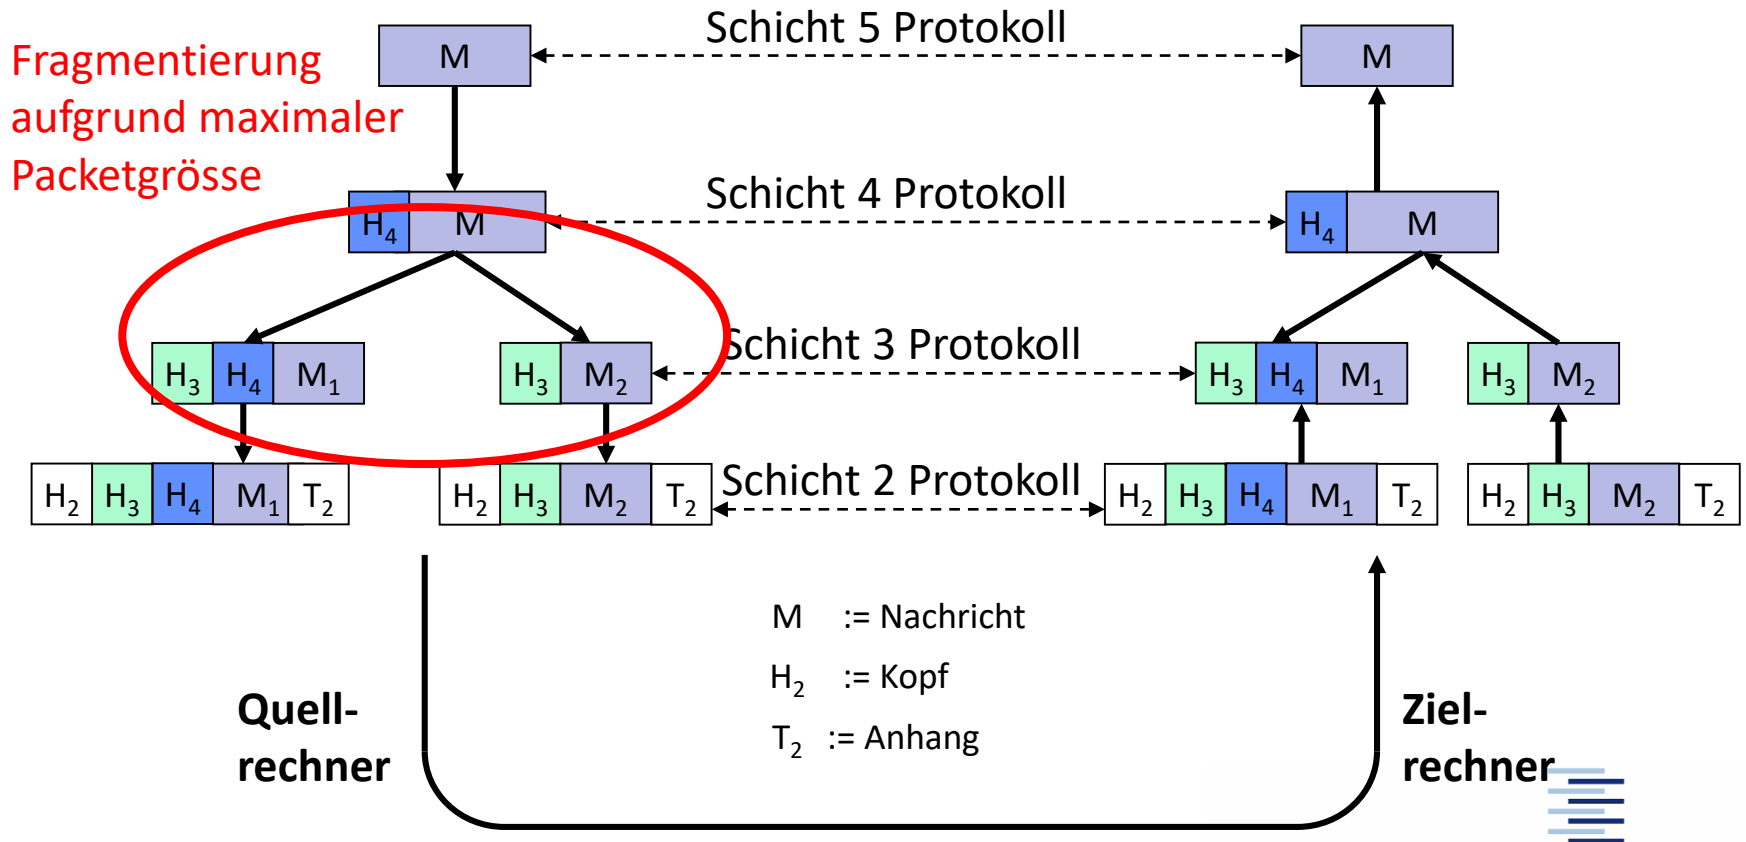 Fragmentierung
aufgrund maximaler
Packetgrösse
M
Schicht 5 Protokoll
M
H4 M
Schicht 4 Protokoll
H4 M
H3 H4 M1
H3 M2
Schicht 3 Protokoll
H3 H4 M1
H3 M2
H2 H3 H4 M1 T2
H2 H3 M2 T2
Schicht 2 Protokoll
H2 H3 H4 M1 T2
H2 H3 M2 T2
M := Nachricht
H2 := Kopf
T2 := Anhang
Quell-
rechner
Ziel-
rechner